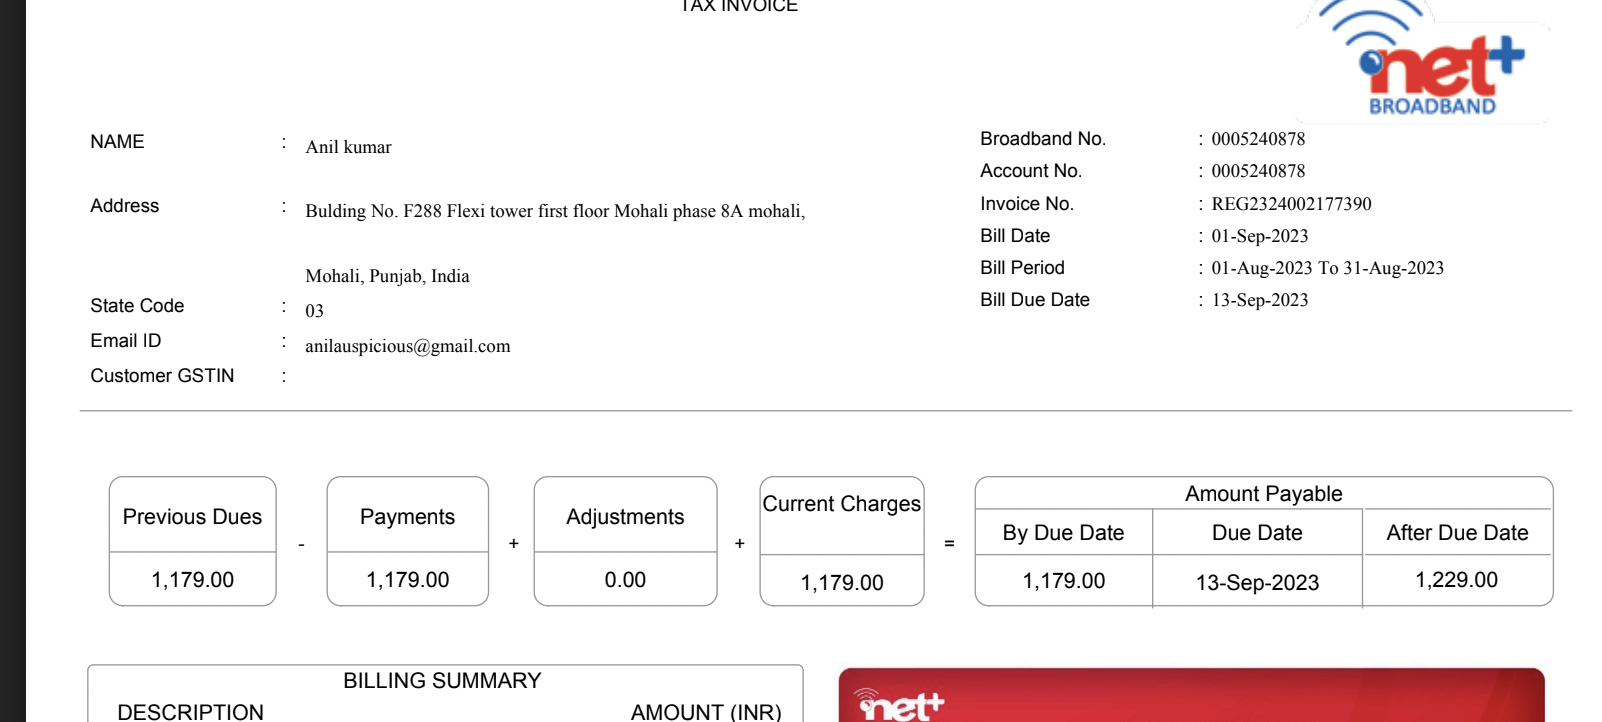 TAX INVOICE
net+
BROADBAND
NAME : Anil kumar
Address : Bulding No. F288 Flexi tower first floor Mohali phase 8A mohali,
Mohali, Punjab, India
State Code : 03
Email ID : anilauspicious@gmail.com
Customer GSTIN :
Broadband No. : 0005240878
Account No. : 0005240878
Invoice No. : REG2324002177390
Bill Date : 01-Sep-2023
Bill Period : 01-Aug-2023 To 31-Aug-2023
Bill Due Date : 13-Sep-2023
Previous Dues - Payments + Adjustments + Current Charges = Amount Payable
By Due Date Due Date After Due Date
1,179.00 1,179.00 0.00 1,179.00 1,179.00 13-Sep-2023 1,229.00
BILLING SUMMARY
DESCRIPTION AMOUNT (INR)
net+